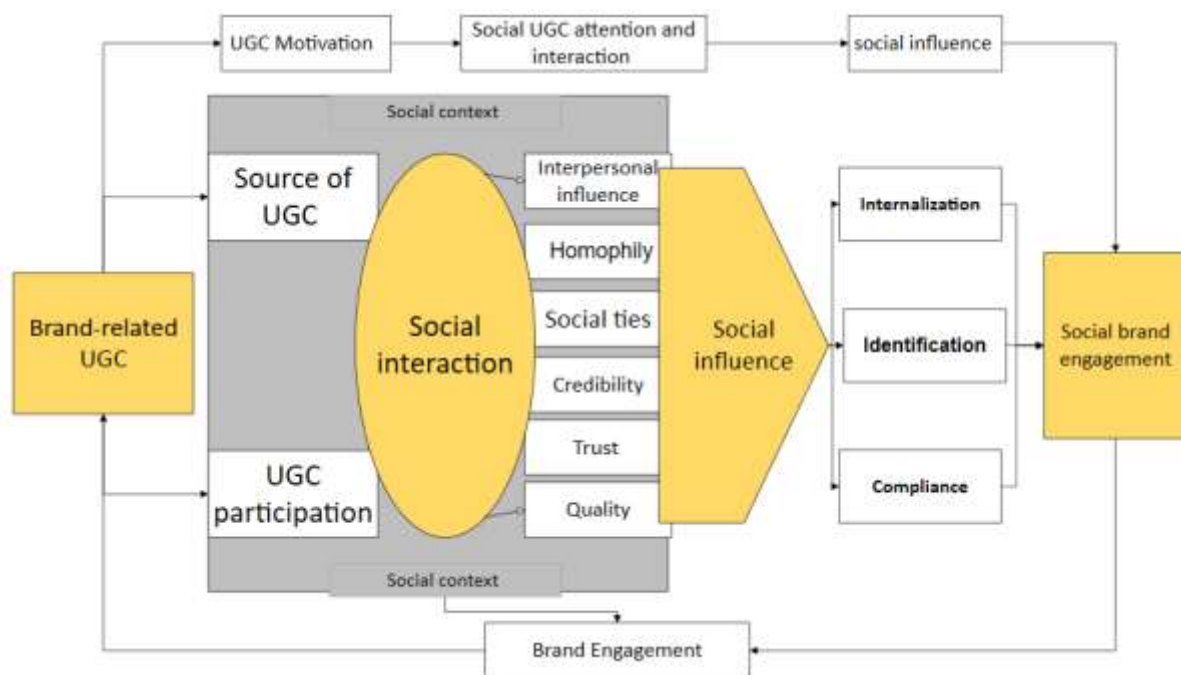 UGC Motivation
Social UGC attention and
interaction
social influence
Social context
Source of
UGC
Interpersonal
influence
Internalization
Homophily
Brand-related
UGC
Social
interaction
Social ties
Social
influence
Identification
Social brand
engagement
Credibility
Trust
UGC
participation
Quality
Compliance
Social context
Brand Engagement